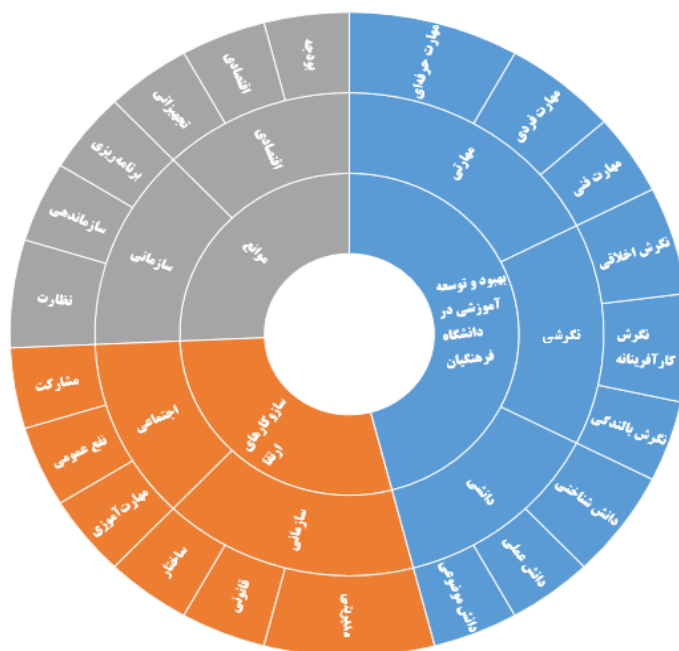 مهارت حرفه‌ای
مهارت فردی
مهارت فنی
نگرش اخلاقی
نگرش
کارآفرینانه
نگرش بالندگی
دانش شناختی
دانش عملی
دانش موضوعی
مهارتی
نگرشی
دانشی
بهبود و توسعه
آموزشی در
دانشگاه
فرهنگیان
مدیریتی
قانونی
ساختار
مهارت‌آموزی
نفع عمومی
مشارکت
سازمانی
اجتماعی
سازوکارهای
ارتقا
نظارت
سازماندهی
برنامه‌ریزی
تجهیزاتی
اقتصادی
بودجه
سازمانی
اقتصادی
موانع